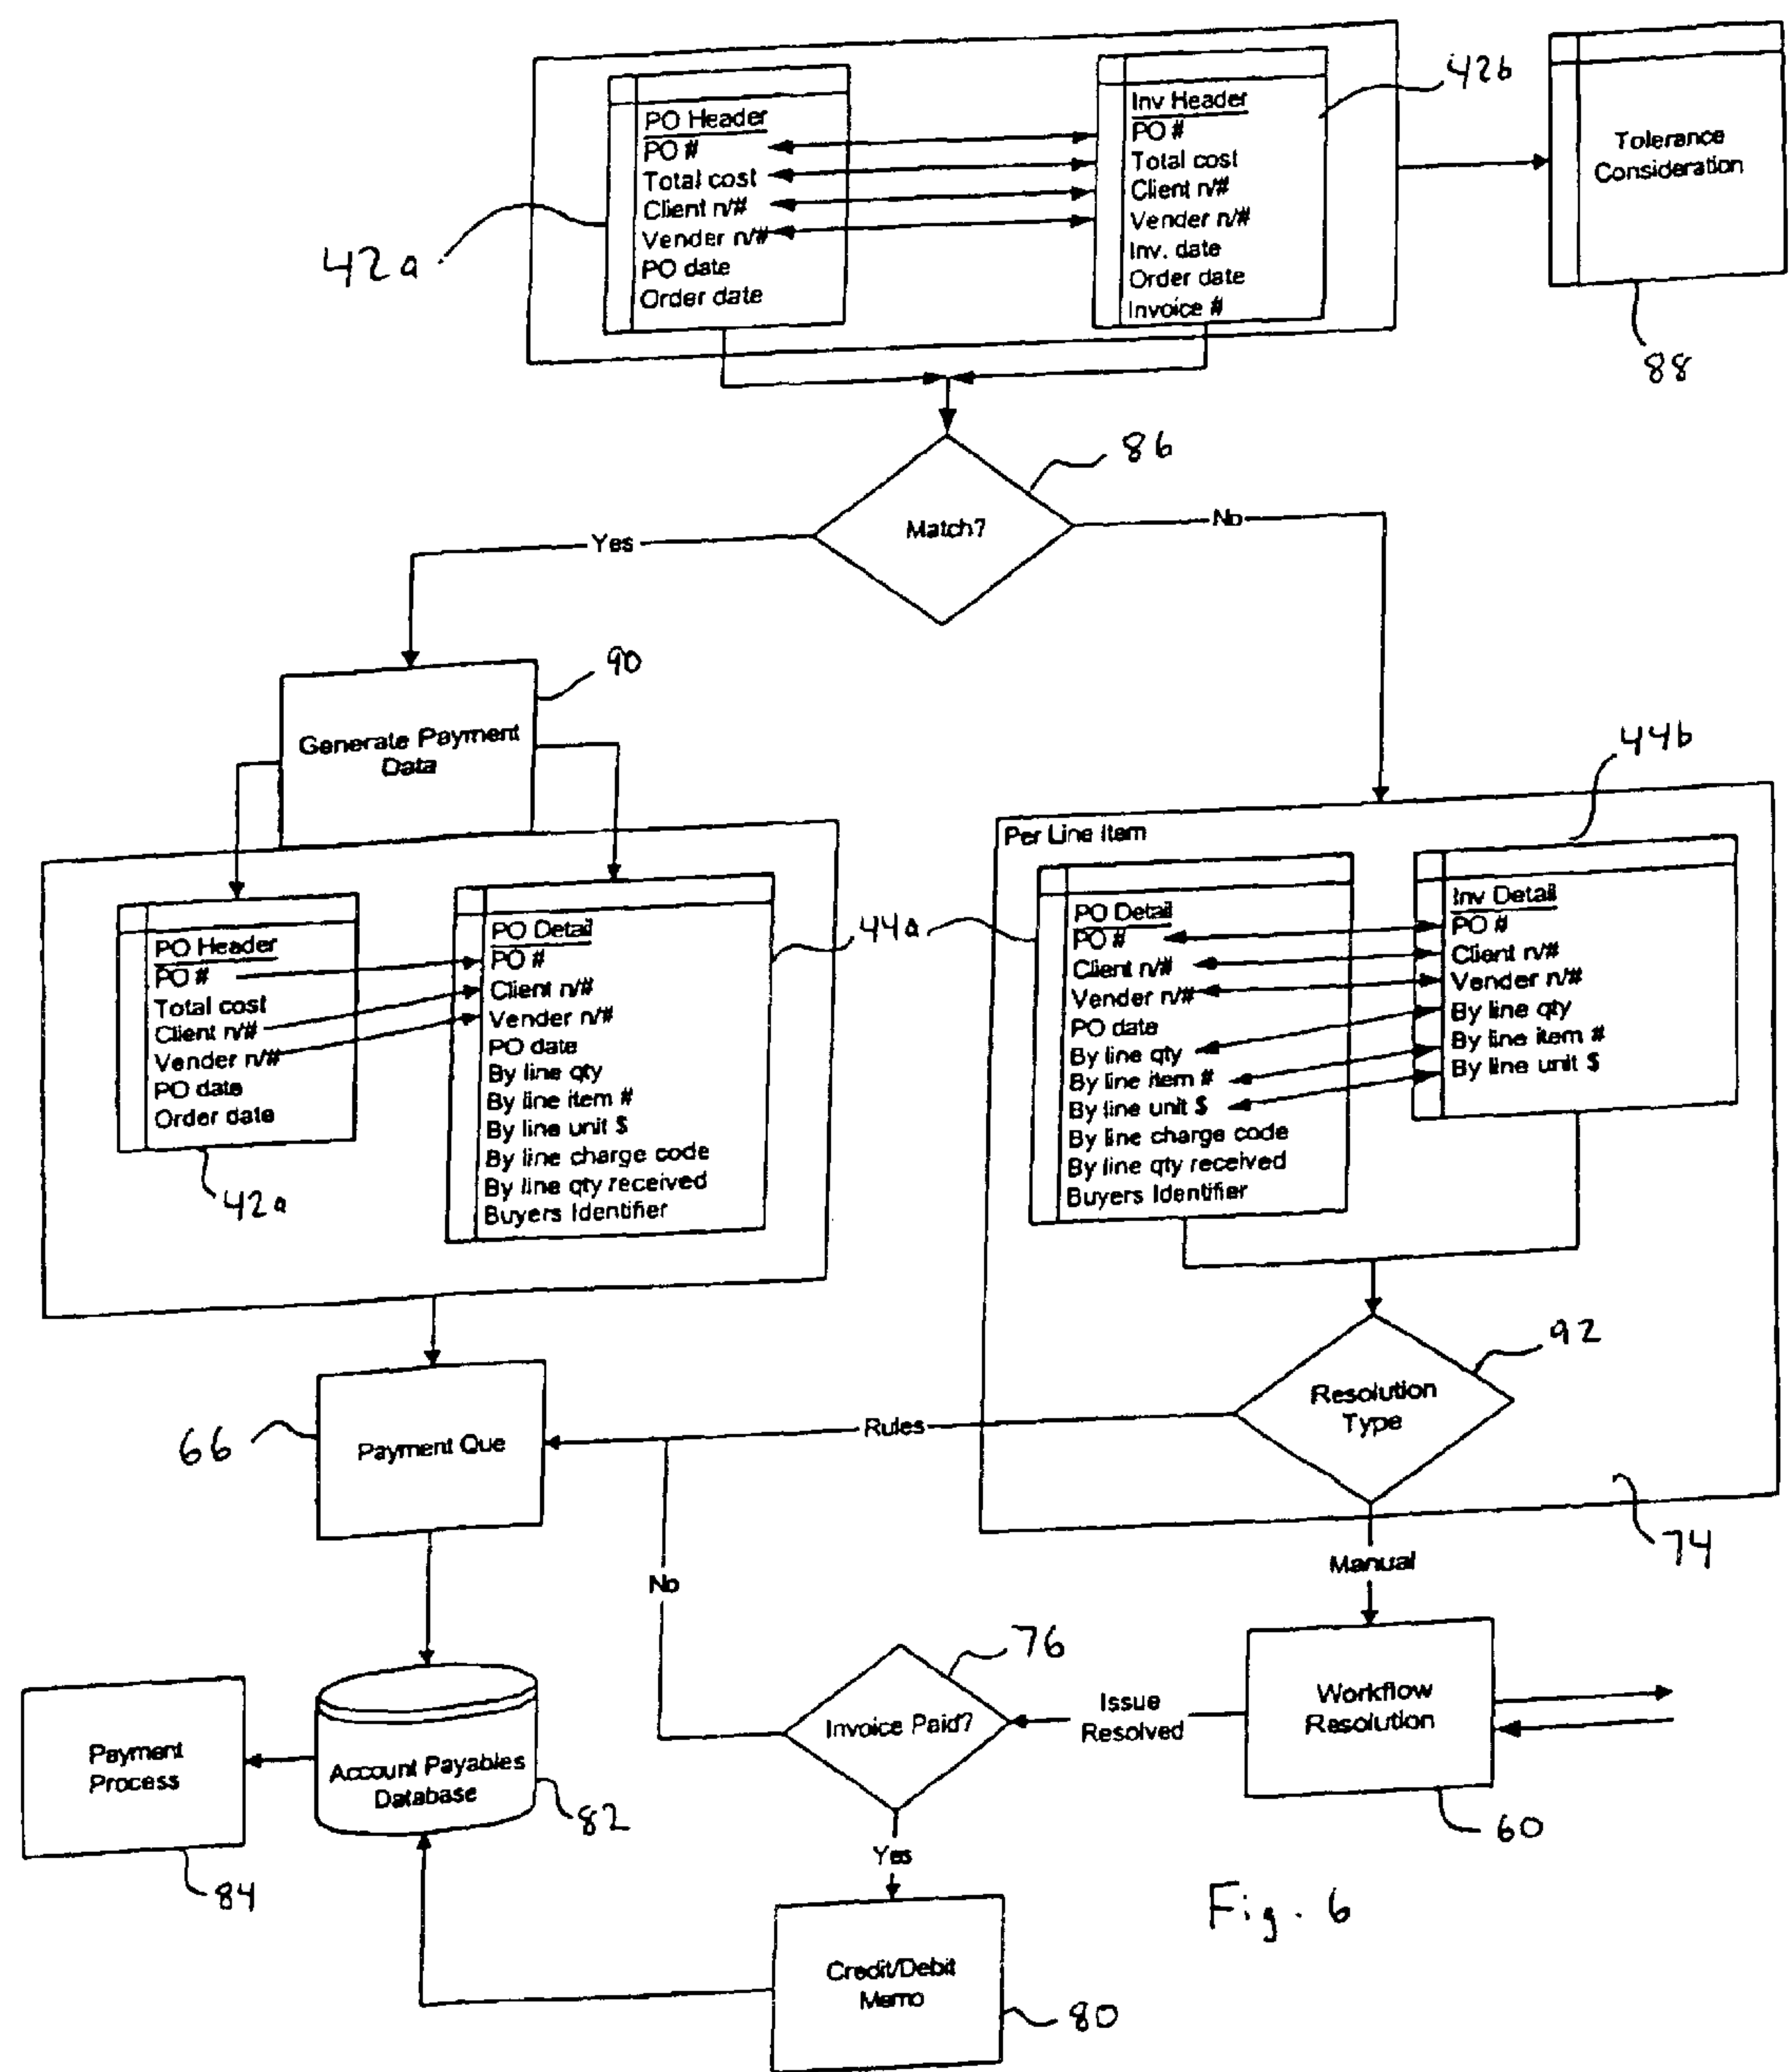 PO Header
PO #
Total cost
Client n/#
Vender n/#
PO date
Order date
42a
Inv Header
PO #
Total cost
Client n/#
Vender n/#
Inv. date
Order date
Invoice #
42b
Tolerance
Consideration
88
Match?
86
Yes
No
Generate Payment
Data
90
PO Header
PO #
Total cost
Client n/#
Vender n/#
PO date
Order date
42a
PO Detail
PO #
Client n/#
Vender n/#
PO date
By line qty
By line item #
By line unit $
By line charge code
By line qty received
Buyers Identifier
44a
Per Line Item
PO Detail
PO #
Client n/#
Vender n/#
PO date
By line qty
By line item #
By line unit $
By line charge code
By line qty received
Buyers Identifier
44b
Inv Detail
PO #
Client n/#
Vender n/#
By line qty
By line item #
By line unit $
Resolution
Type
92
74
Rules
Manual
Payment Que
66
No
Invoice Paid?
76
Issue
Resolved
Workflow
Resolution
60
Payment
Process
84
Account Payables
Database
82
Yes
Credit/Debit
Memo
80
Fig. 6